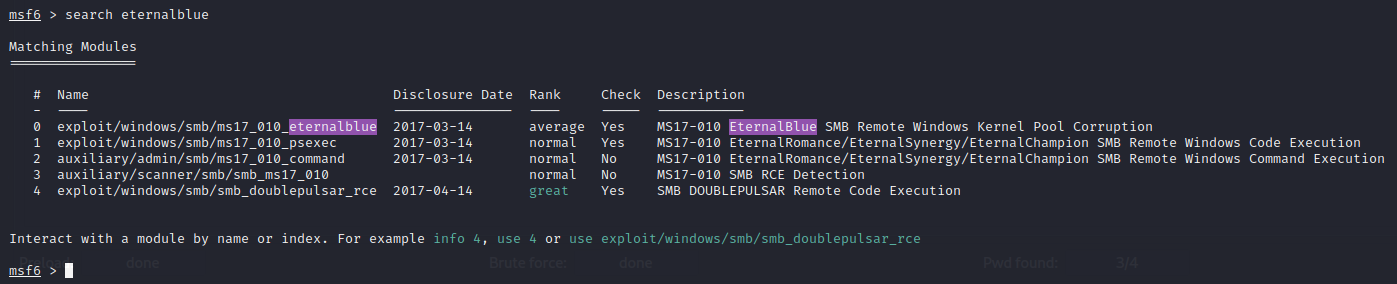 msf6 > search eternalblue
Matching Modules
================
# Name Disclosure Date Rank Check Description
- ---- --------------- ---- ----- -----------
0 exploit/windows/smb/ms17_010_eternalblue 2017-03-14 average Yes MS17-010 EternalBlue SMB Remote Windows Kernel Pool Corruption
1 exploit/windows/smb/ms17_010_psexec 2017-03-14 normal Yes MS17-010 EternalRomance/EternalSynergy/EternalChampion SMB Remote Windows Code Execution
2 auxiliary/admin/smb/ms17_010_command 2017-03-14 normal No MS17-010 EternalRomance/EternalSynergy/EternalChampion SMB Remote Windows Command Execution
3 auxiliary/scanner/smb/smb_ms17_010 normal No MS17-010 SMB RCE Detection
4 exploit/windows/smb/smb_doublepulsar_rce 2017-04-14 great Yes SMB DOUBLEPULSAR Remote Code Execution
Interact with a module by name or index. For example info 4, use 4 or use exploit/windows/smb/smb_doublepulsar_rce
Preload: done Brute force: done Pwd found: 3/4
msf6 >